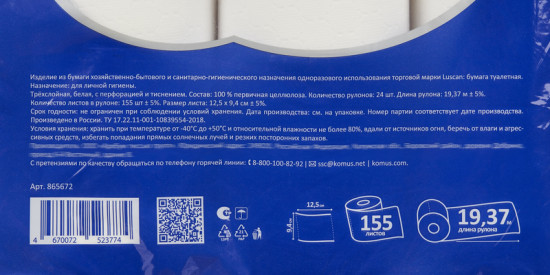 Изделие из бумаги хозяйственно-бытового и санитарно-гигиенического назначения одноразового использования торговой марки Luscan: бумага туалетная.
Назначение: для личной гигиены.
Трёхслойная, белая, с перфорацией и тиснением. Состав: 100 % первичная целлюлоза. Количество рулонов: 24 шт. Длина рулона: 19,37 м ± 5%.
Количество листов в рулоне: 155 шт ± 5%. Размер листа: 12,5 х 9,4 см ± 5%.
Срок годности: не ограничен при соблюдении условий хранения. Дата производства: см. на упаковке. Номер партии соответствует дате производства.
Произведено в России. ТУ 17.22.11-001-10839554-2018.
Условия хранения: хранить при температуре от -40°С до +50°С и относительной влажности не более 80%, вдали от источников огня, беречь от влаги и агрес-
сивных средств, избегать попадания прямых солнечных лучей и резких посторонних запахов.
С претензиями по качеству обращаться по телефону горячей линии: 8-800-100-82-92 | ssc@komus.net | komus.com.
Арт. 865672
4 670072 523774
12,5 см
9,4 см
155
листов
19,37 м
длина рулона